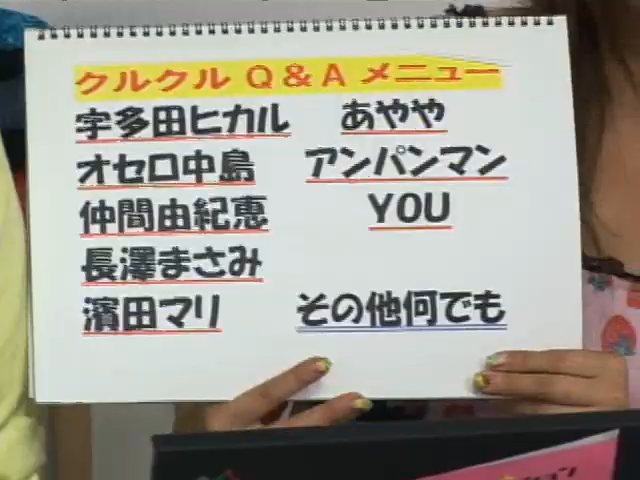 クルクル Q&A メニュー
宇多田ヒカル
オセロ中島
仲間由紀恵
長澤まさみ
濱田マリ
あやや
アンパンマン
YOU
その他何でも